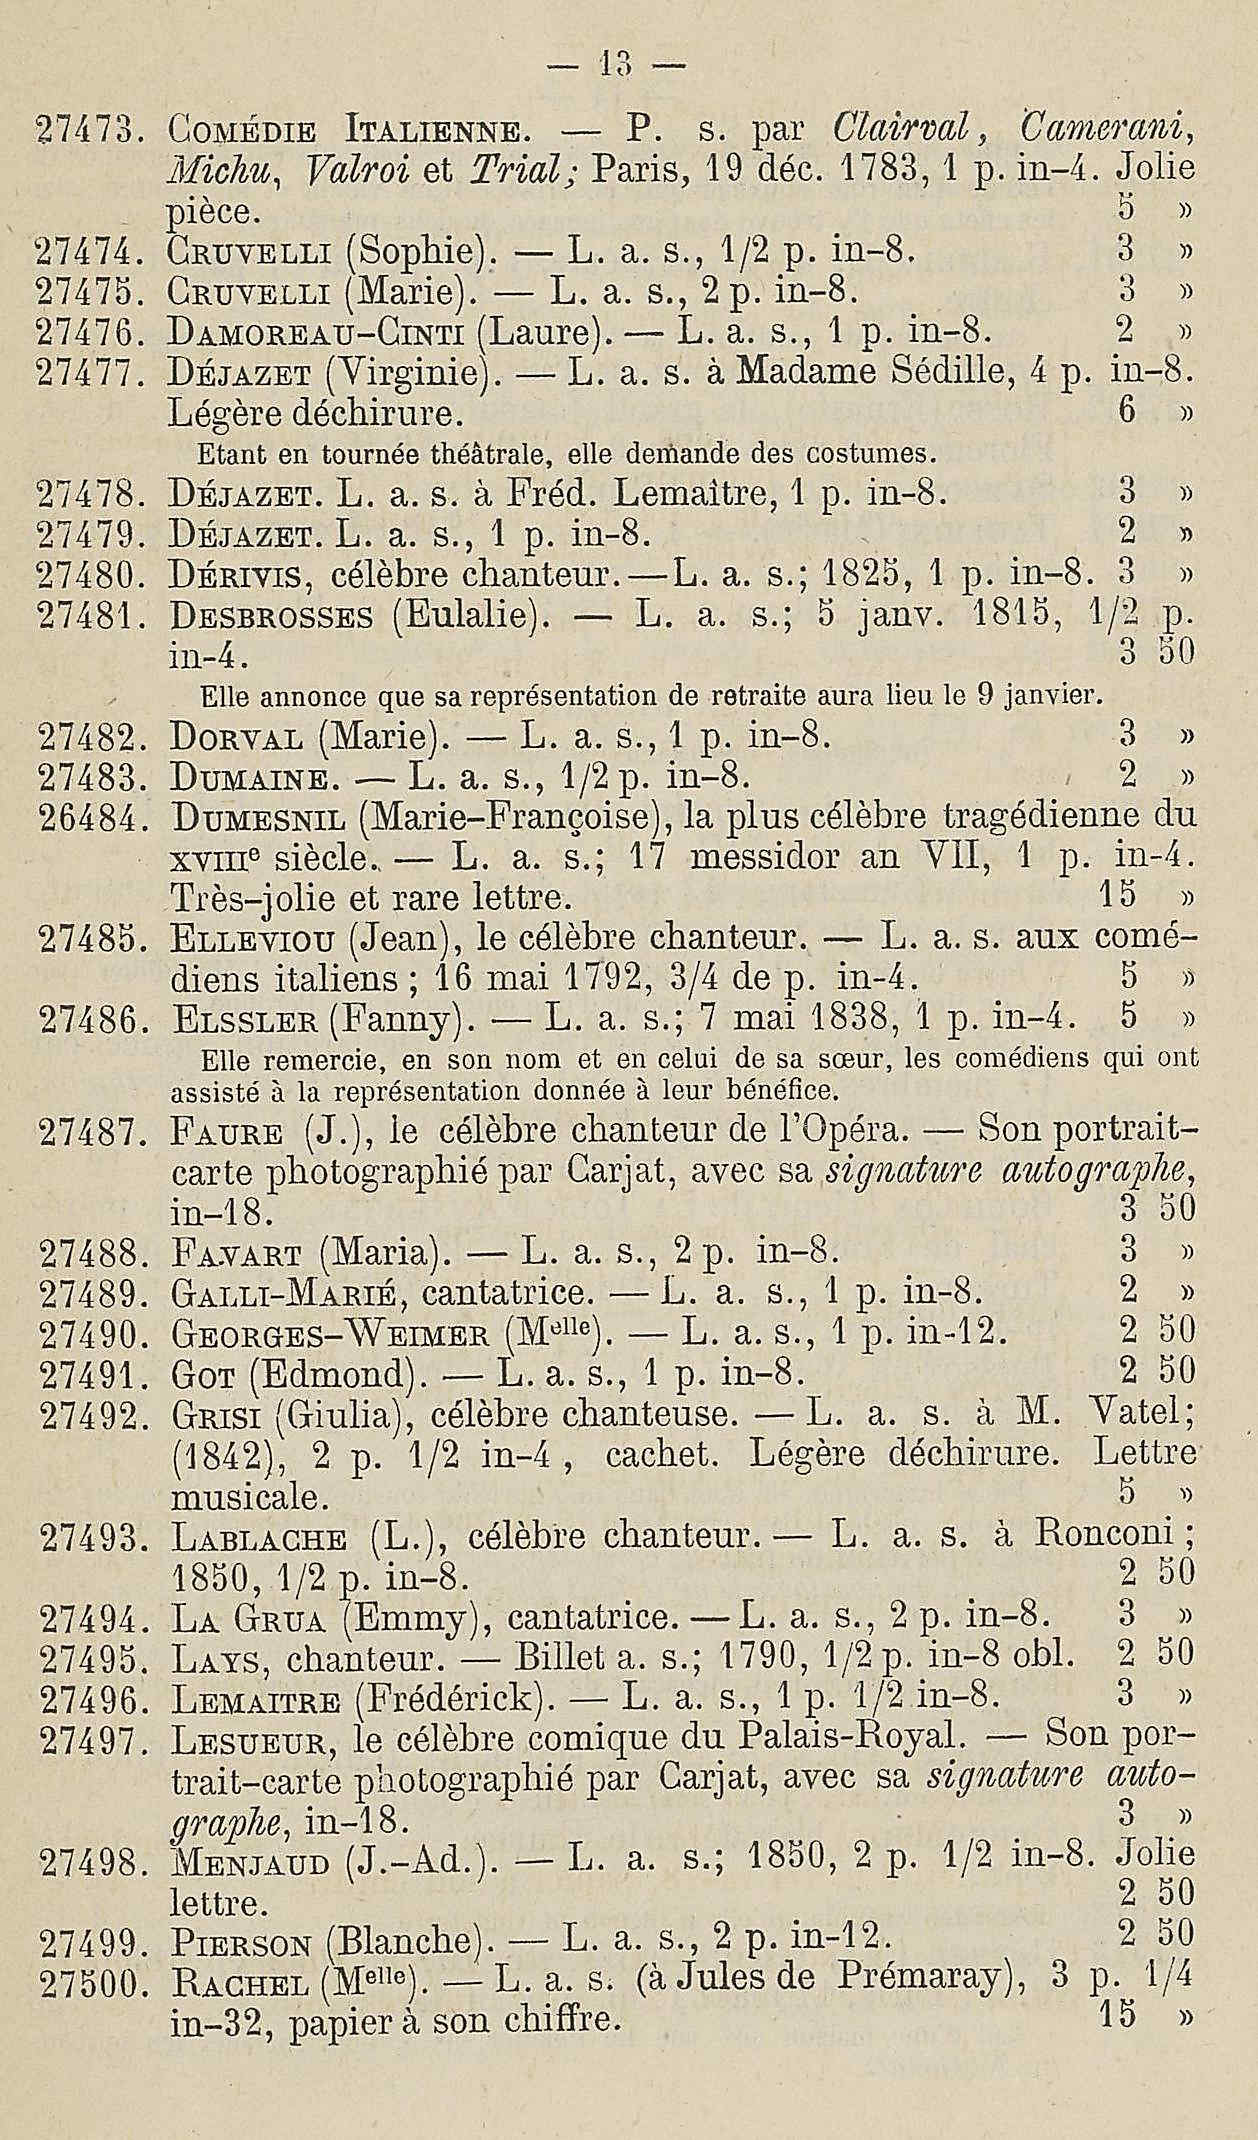 — 13 —
27473. COMÉDIE ITALIENNE. — P. s. par Clairval, Camerani,
Michu, Valroi et Trial; Paris, 19 déc. 1783, 1 p. in-4. Jolie
pièce. 5 »
27474. CRUVELLI (Sophie). — L. a. s., 1/2 p. in-8. 3 »
27475. CRUVELLI (Marie). — L. a. s., 2 p. in-8. 3 »
27476. DAMOREAU-CINTI (Laure). — L. a. s., 1 p. in-8. 2 »
27477. DÉJAZET (Virginie). — L. a. s. à Madame Sédille, 4 p. in-8.
Légère déchirure. 6 »
Etant en tournée théâtrale, elle demande des costumes.
27478. DÉJAZET. L. a. s. à Fréd. Lemaître, 1 p. in-8. 3 »
27479. DÉJAZET. L. a. s., 1 p. in-8. 2 »
27480. DÉRIVIS, célèbre chanteur. — L. a. s.; 1825, 1 p. in-8. 3 »
27481. DESBROSSES (Eulalie). — L. a. s.; 5 janv. 1815, 1/2 p.
in-4. 3 50
Elle annonce que sa représentation de retraite aura lieu le 9 janvier.
27482. DORVAL (Marie). — L. a. s., 1 p. in-8. 3 »
27483. DUMAINE. — L. a. s., 1/2 p. in-8. 2 »
26484. DUMESNIL (Marie-Françoise), la plus célèbre tragédienne du
XVIIIe siècle. — L. a. s.; 17 messidor an VII, 1 p. in-4.
Très-jolie et rare lettre. 15 »
27485. ELLEVIOU (Jean), le célèbre chanteur. — L. a. s. aux comé-
diens italiens; 16 mai 1792, 3/4 de p. in-4. 5 »
27486. ELSSLER (Fanny). — L. a. s.; 7 mai 1838, 1 p. in-4. 5 »
Elle remercie, en son nom et en celui de sa sœur, les comédiens qui ont
assisté à la représentation donnée à leur bénéfice.
27487. FAURE (J.), le célèbre chanteur de l'Opéra. — Son portrait-
carte photographié par Carjat, avec sa signature autographe,
in-18. 3 50
27488. FAVART (Maria). — L. a. s., 2 p. in-8. 3 »
27489. GALLI-MARIÉ, cantatrice. — L. a. s., 1 p. in-8. 2 »
27490. GEORGES-WEIMER (Melle). — L. a. s., 1 p. in-12. 2 50
27491. GOT (Edmond). — L. a. s., 1 p. in-8. 2 50
27492. GRISI (Giulia), célèbre chanteuse. — L. a. s. à M. Vatel;
(1842), 2 p. 1/2 in-4, cachet. Légère déchirure. Lettre
musicale. 5 »
27493. LABLACHE (L.), célèbre chanteur. — L. a. s. à Ronconi;
1850, 1/2 p. in-8. 2 50
27494. LA GRUA (Emmy), cantatrice. — L. a. s., 2 p. in-8. 3 »
27495. LAYS, chanteur. — Billet a. s.; 1790, 1/2 p. in-8 obl. 2 50
27496. LEMAITRE (Frédérick). — L. a. s., 1 p. 1/2 in-8. 3 »
27497. LESUEUR, le célèbre comique du Palais-Royal. — Son por-
trait-carte photographié par Carjat, avec sa signature auto-
graphe, in-18. 3 »
27498. MENJAUD (J.-Ad.). — L. a. s.; 1850, 2 p. 1/2 in-8. Jolie
lettre. 2 50
27499. PIERSON (Blanche). — L. a. s., 2 p. in-12. 2 50
27500. RACHEL (Melle). — L. a. s. (à Jules de Prémaray), 3 p. 1/4
in-32, papier à son chiffre. 15 »